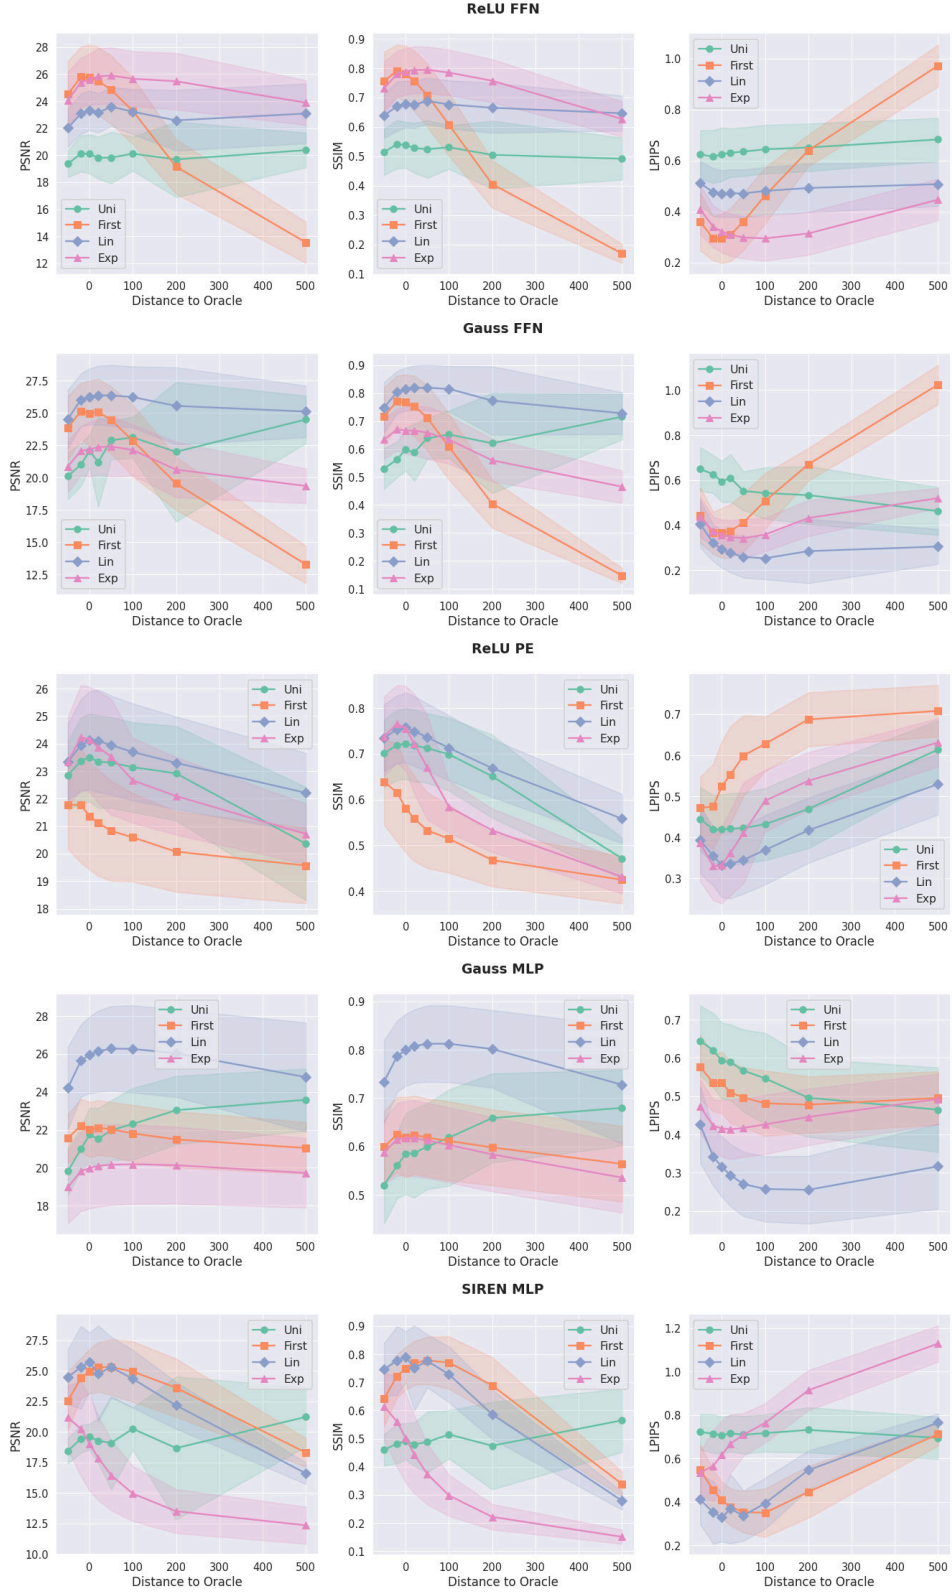 ReLU FFN
PSNR
28
26
24
22
20
18
16
14
12
Uni
First
Lin
Exp
0 100 200 300 400 500
Distance to Oracle
SSIM
0.9
0.8
0.7
0.6
0.5
0.4
0.3
0.2
0.1
Uni
First
Lin
Exp
0 100 200 300 400 500
Distance to Oracle
LPIPS
1.0
0.8
0.6
0.4
0.2
Uni
First
Lin
Exp
0 100 200 300 400 500
Distance to Oracle
Gauss FFN
PSNR
27.5
25.0
22.5
20.0
17.5
15.0
12.5
Uni
First
Lin
Exp
0 100 200 300 400 500
Distance to Oracle
SSIM
0.9
0.8
0.7
0.6
0.5
0.4
0.3
0.2
0.1
Uni
First
Lin
Exp
0 100 200 300 400 500
Distance to Oracle
LPIPS
1.0
0.8
0.6
0.4
0.2
Uni
First
Lin
Exp
0 100 200 300 400 500
Distance to Oracle
ReLU PE
PSNR
26
25
24
23
22
21
20
19
18
Uni
First
Lin
Exp
0 100 200 300 400 500
Distance to Oracle
SSIM
0.8
0.7
0.6
0.5
0.4
Uni
First
Lin
Exp
0 100 200 300 400 500
Distance to Oracle
LPIPS
0.7
0.6
0.5
0.4
0.3
Uni
First
Lin
Exp
0 100 200 300 400 500
Distance to Oracle
Gauss MLP
PSNR
28
26
24
22
20
18
Uni
First
Lin
Exp
0 100 200 300 400 500
Distance to Oracle
SSIM
0.9
0.8
0.7
0.6
0.5
Uni
First
Lin
Exp
0 100 200 300 400 500
Distance to Oracle
LPIPS
0.7
0.6
0.5
0.4
0.3
0.2
Uni
First
Lin
Exp
0 100 200 300 400 500
Distance to Oracle
SIREN MLP
PSNR
27.5
25.0
22.5
20.0
17.5
15.0
12.5
10.0
Uni
First
Lin
Exp
0 100 200 300 400 500
Distance to Oracle
SSIM
0.9
0.8
0.7
0.6
0.5
0.4
0.3
0.2
0.1
Uni
First
Lin
Exp
0 100 200 300 400 500
Distance to Oracle
LPIPS
1.2
1.0
0.8
0.6
0.4
0.2
Uni
First
Lin
Exp
0 100 200 300 400 500
Distance to Oracle